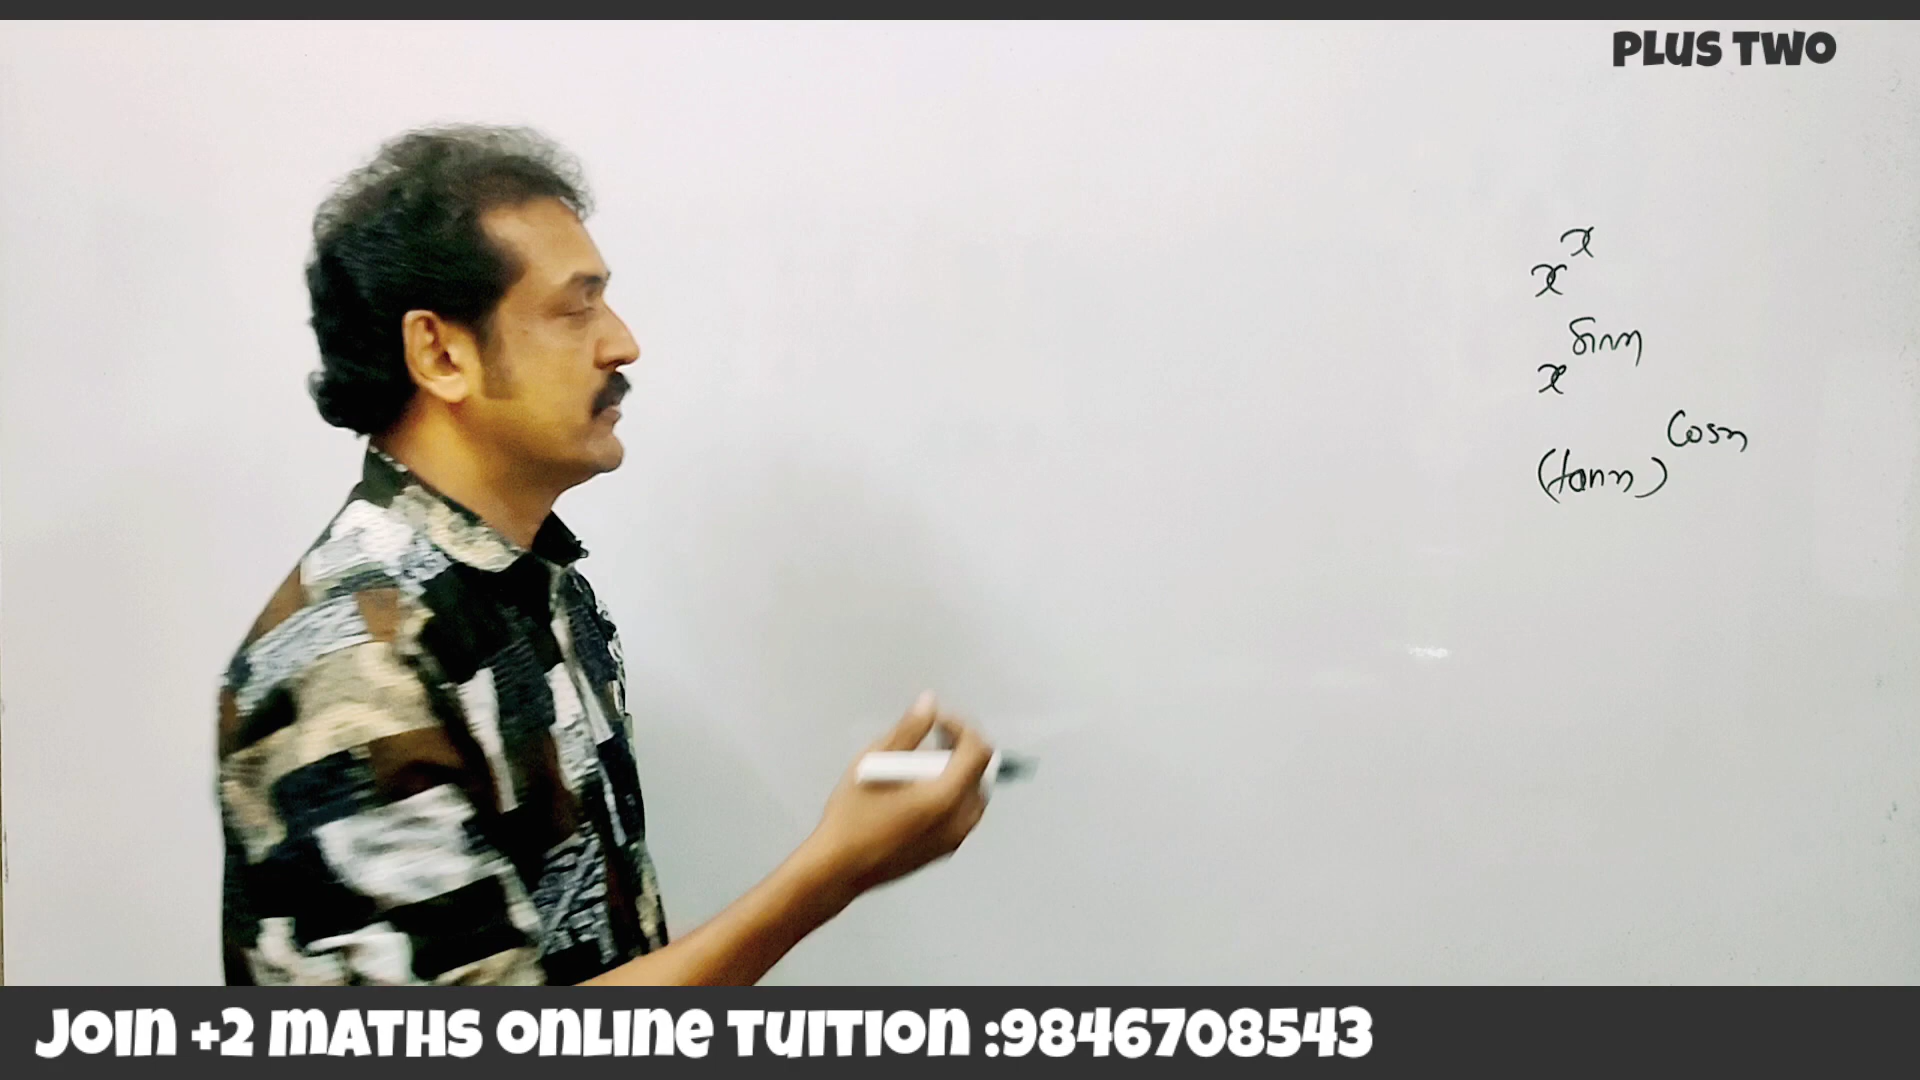 PLUS TWO
x^x
x^sinx
(tanx)^cosx
JOIN +2 MATHS ONLINE TUITION :9846708543